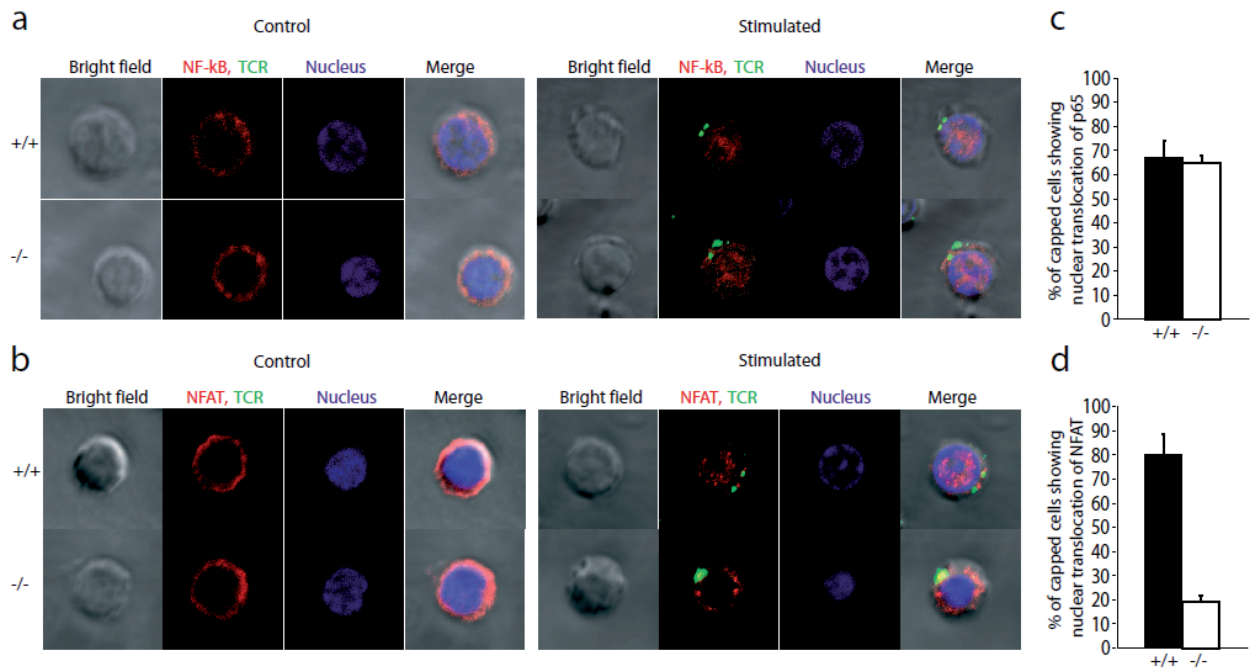 a
Control
Stimulated
Bright field NF-kB, TCR Nucleus Merge
Bright field NF-kB, TCR Nucleus Merge
+/+
-/-
b
Control
Stimulated
Bright field NFAT, TCR Nucleus Merge
Bright field NFAT, TCR Nucleus Merge
+/+
-/-
c
% of capped cells showing
nuclear translocation of p65
100
90
80
70
60
50
40
30
20
10
0
+/+ -/-
d
% of capped cells showing
nuclear translocation of NFAT
100
90
80
70
60
50
40
30
20
10
0
+/+ -/-